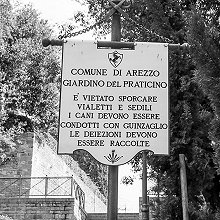 COMUNE DI AREZZO
GIARDINO DEL PRATICINO
E' VIETATO SPORCARE
VIALETTI E SEDILI
I CANI DEVONO ESSERE
CONDOTTI CON GUINZAGLIO
LE DEIEZIONI DEVONO
ESSERE RACCOLTE